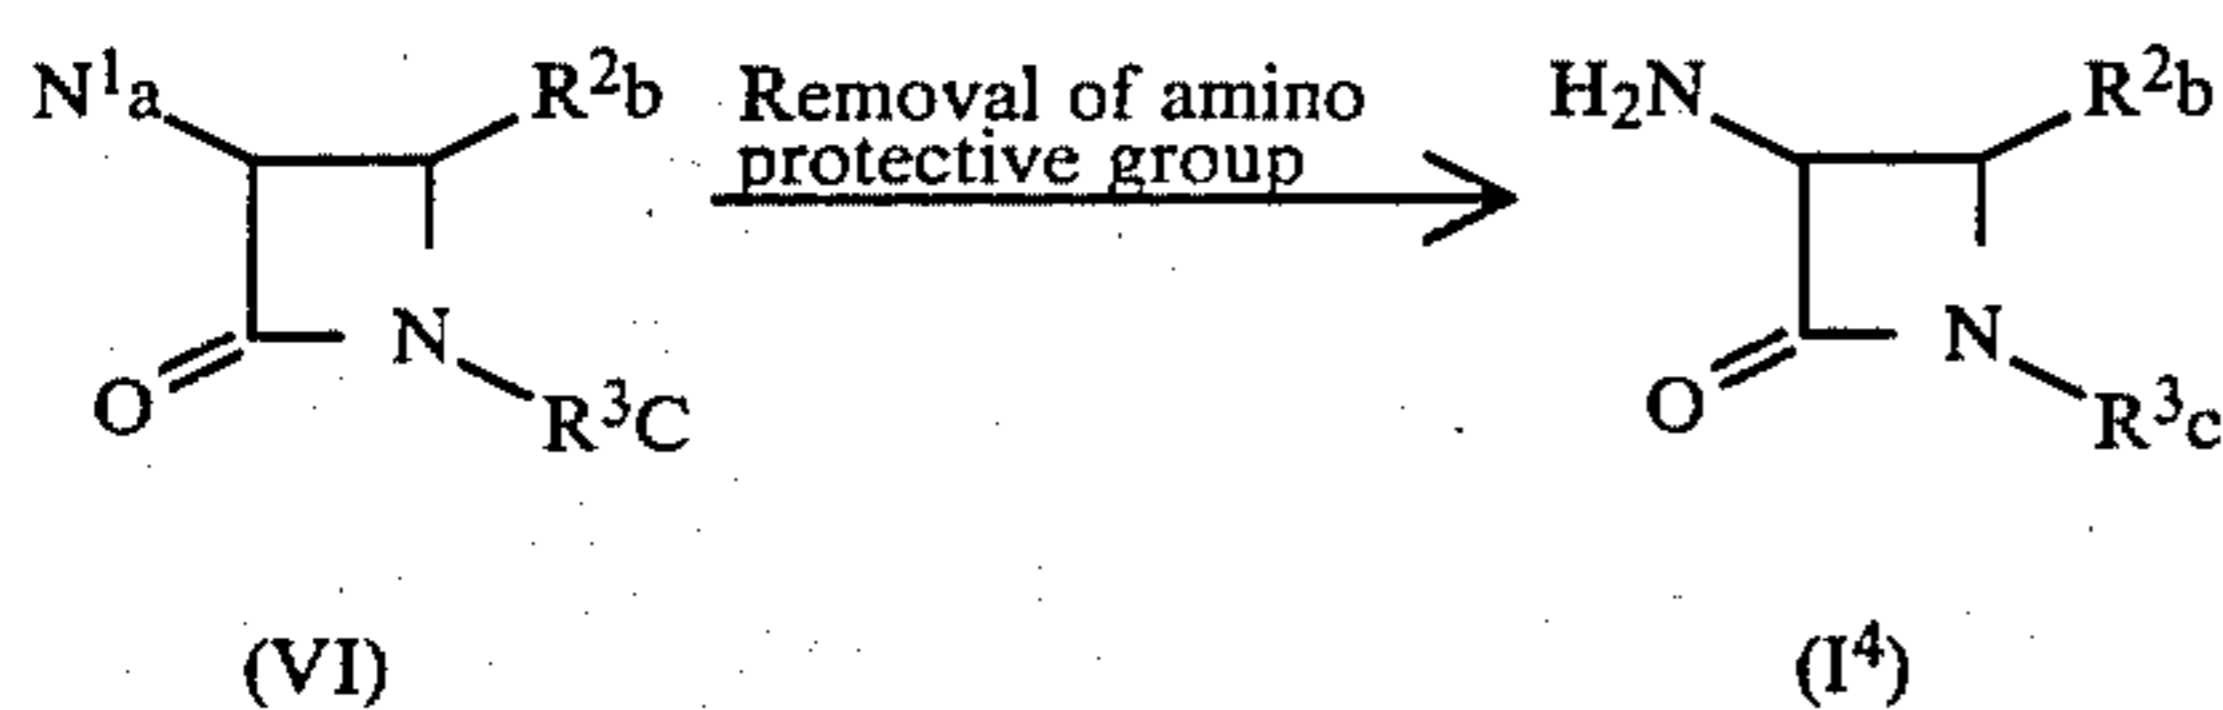 N¹a R²b Removal of amino H₂N R²b
protective group
N N
O R³C O R³c
(VI) (I⁴)